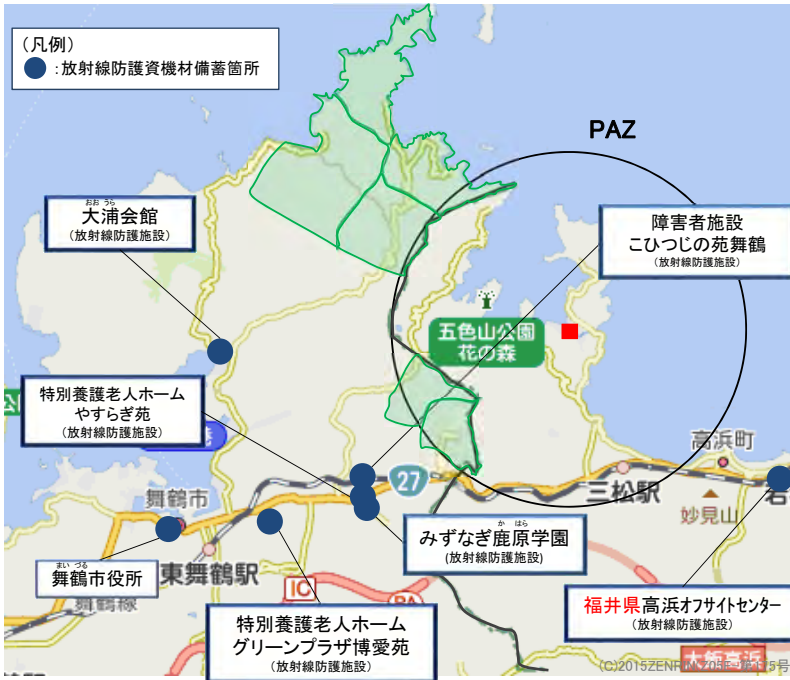 (凡例)
:放射線防護資機材備蓄箇所
PAZ
おお うら
大浦会館
(放射線防護施設)
障害者施設
こひつじの苑舞鶴
(放射線防護施設)
五色山公園
花の森
特別養護老人ホーム
やすらぎ苑
(放射線防護施設)
27
高浜町
三松駅
妙見山
舞鶴市
か はら
みずなぎ鹿原学園
(放射線防護施設)
まい づる
舞鶴市役所
東舞鶴駅
舞鶴線
IC
特別養護老人ホーム
グリーンプラザ博愛苑
(放射線防護施設)
福井県高浜オフサイトセンター
(放射線防護施設)
大飯高浜